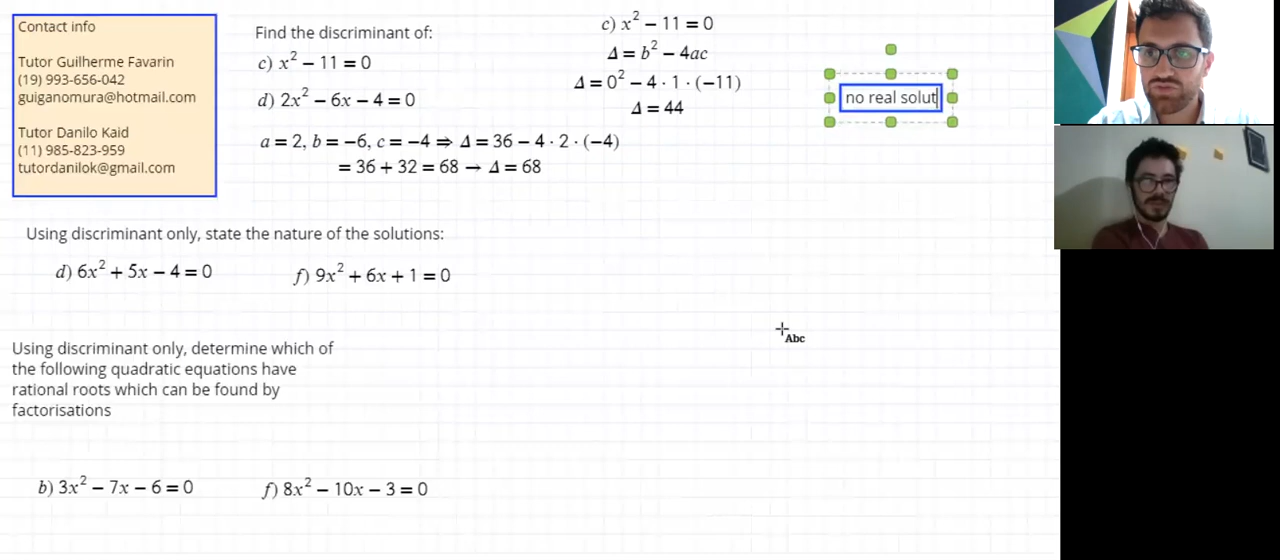 Contact info
Tutor Guilherme Favarin
(19) 993-656-042
guiganomura@hotmail.com
Tutor Danilo Kaid
(11) 985-823-959
tutordanilok@gmail.com
Find the discriminant of:
c) x² − 11 = 0
d) 2x² − 6x − 4 = 0
a = 2, b = −6, c = −4 ⇒ Δ = 36 − 4 · 2 · (−4)
= 36 + 32 = 68 → Δ = 68
c) x² − 11 = 0
Δ = b² − 4ac
Δ = 0² − 4 · 1 · (−11)
Δ = 44
no real solut
Using discriminant only, state the nature of the solutions:
d) 6x² + 5x − 4 = 0
f) 9x² + 6x + 1 = 0
Abc
Using discriminant only, determine which of
the following quadratic equations have
rational roots which can be found by
factorisations
b) 3x² − 7x − 6 = 0
f) 8x² − 10x − 3 = 0